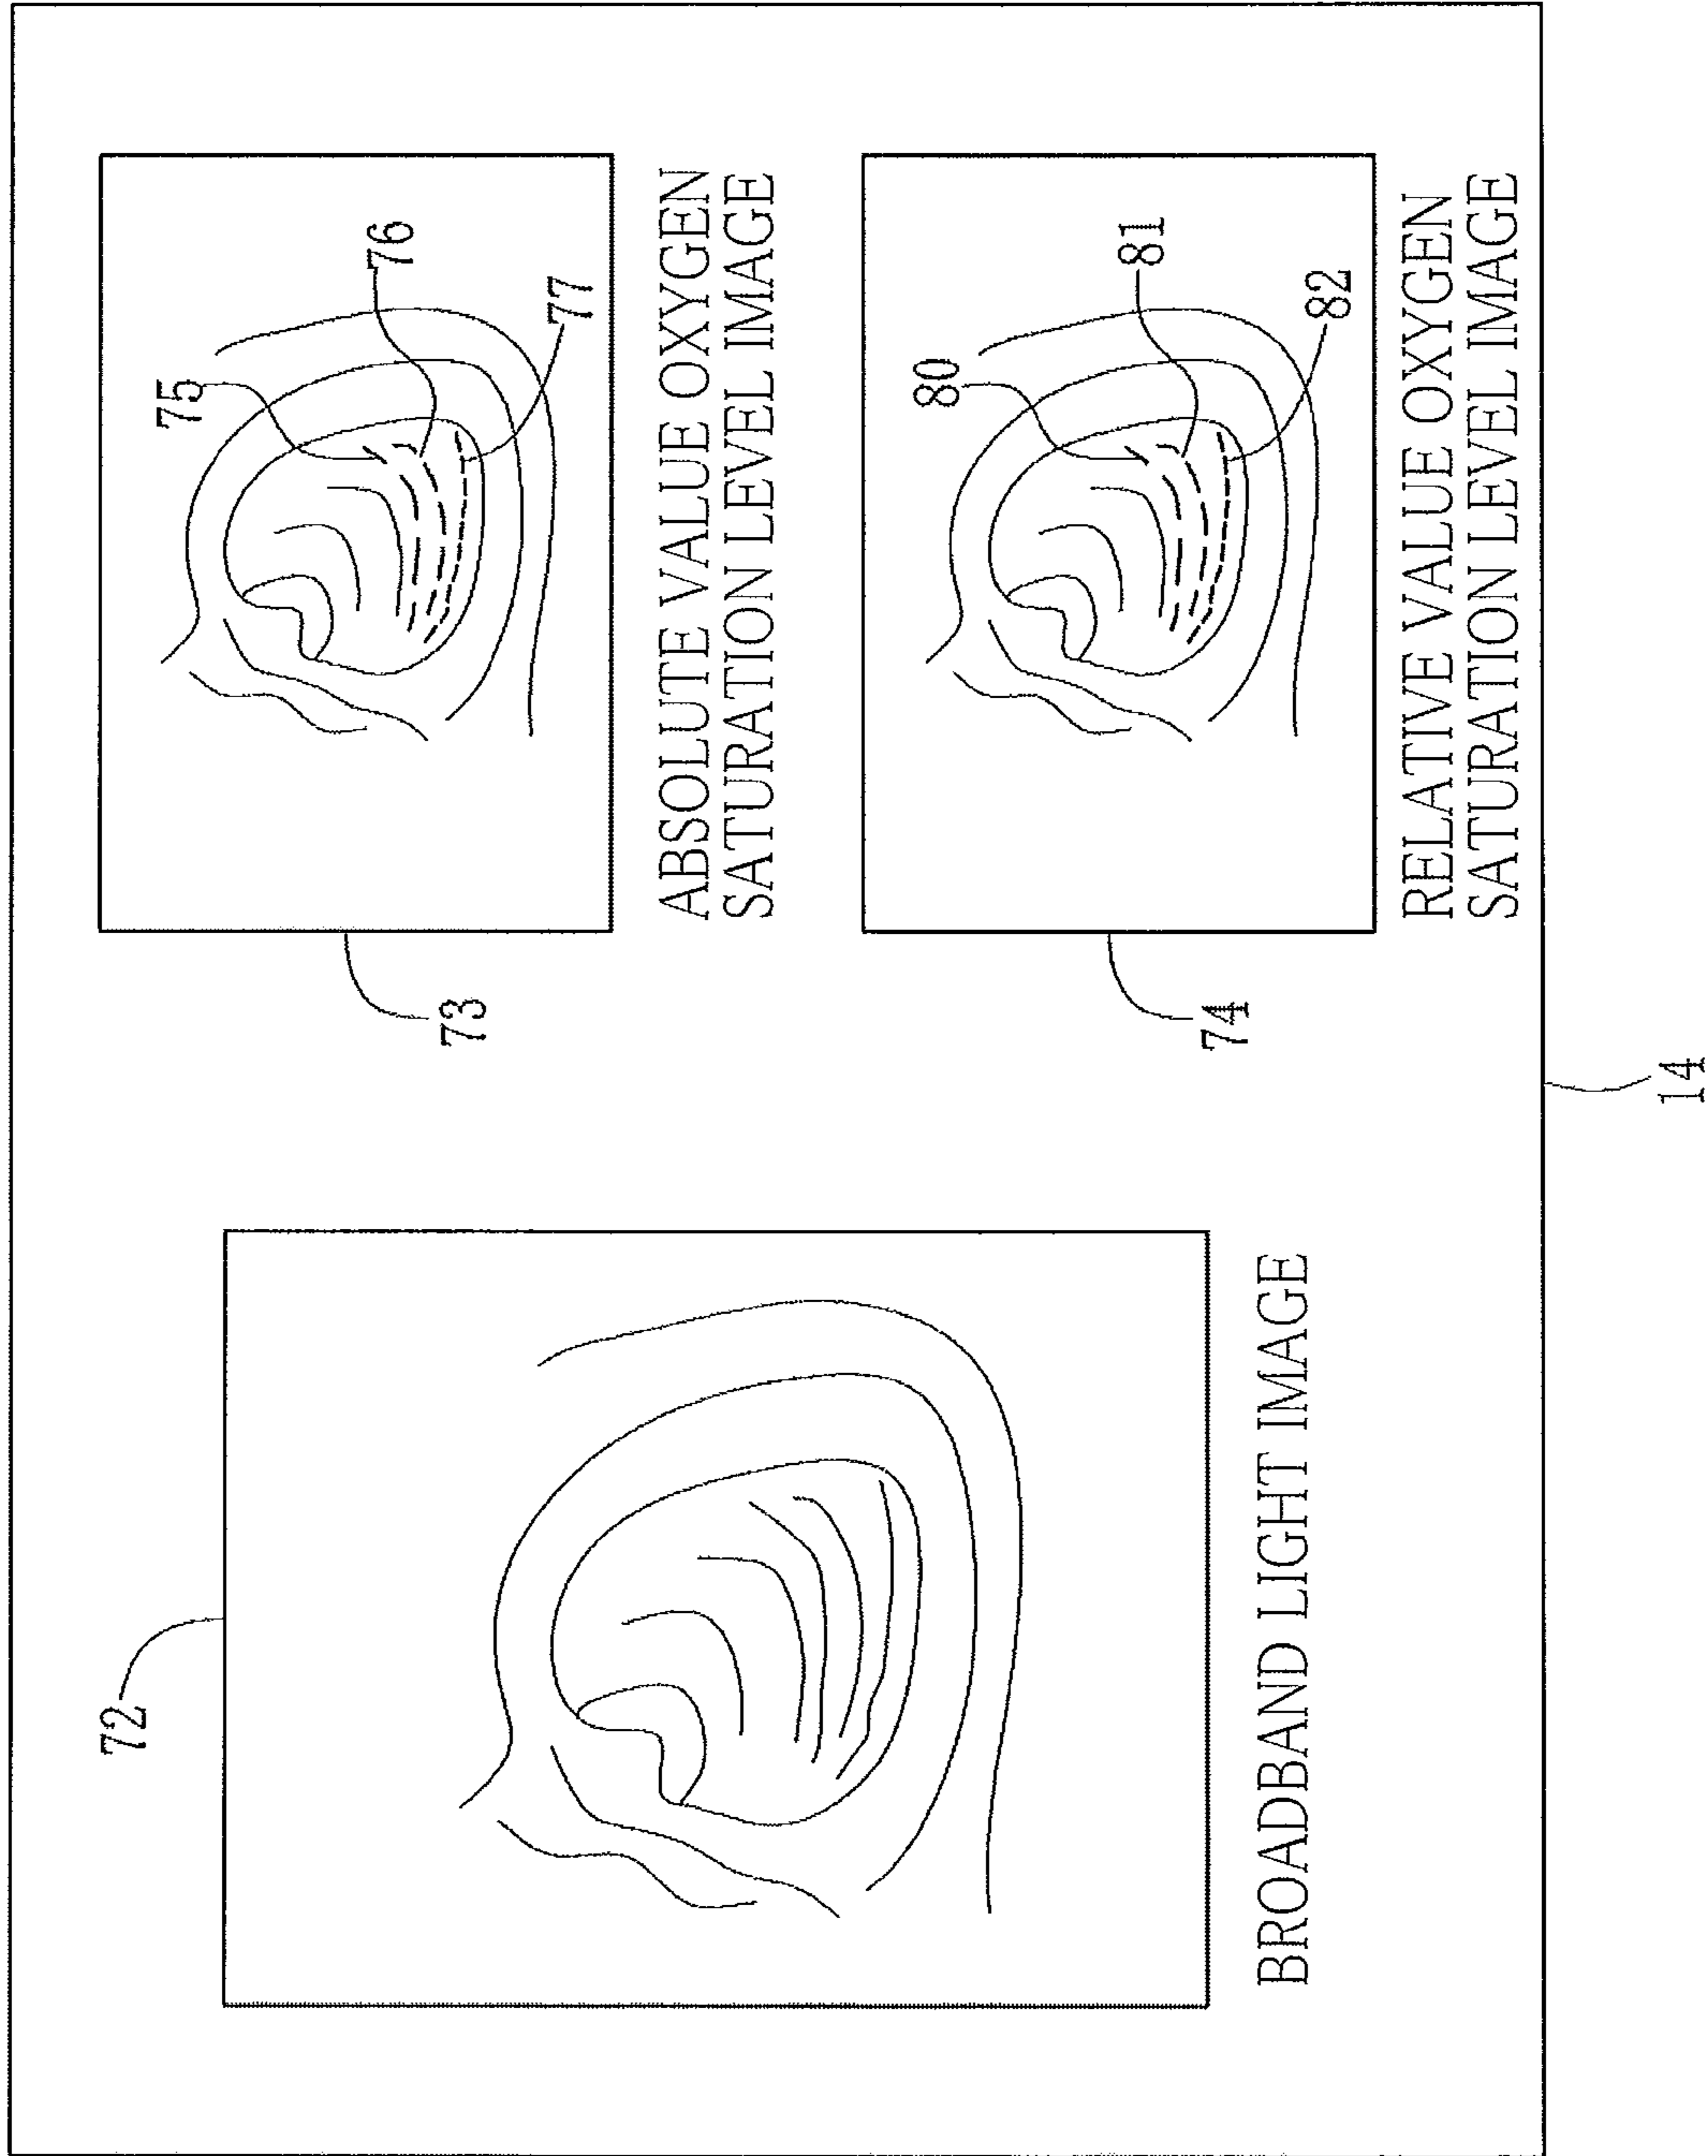 72
BROADBAND LIGHT IMAGE
73
75
76
77
ABSOLUTE VALUE OXYGEN
SATURATION LEVEL IMAGE
74
80
81
82
RELATIVE VALUE OXYGEN
SATURATION LEVEL IMAGE
14